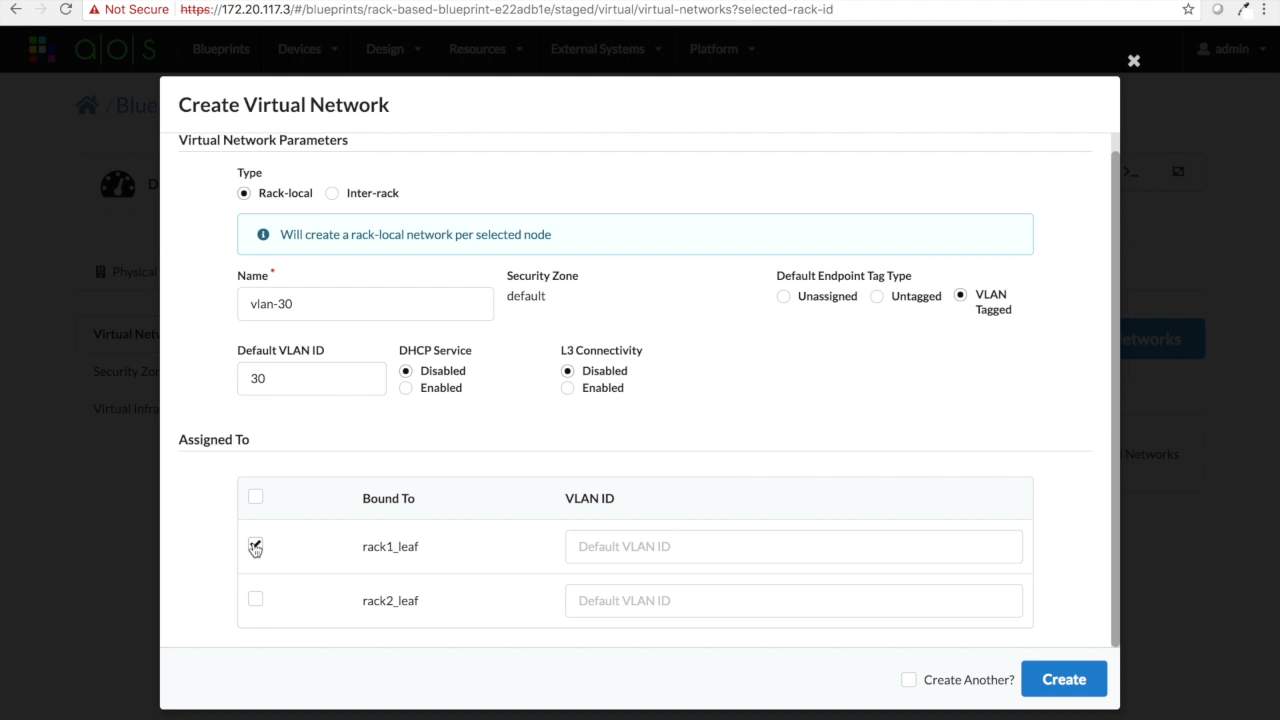 Not Secure https://172.20.117.3/#/blueprints/rack-based-blueprint-e22adb1e/staged/virtual/virtual-networks?selected-rack-id
a|o|s Blueprints Devices Design Resources External Systems Platform admin
/ Blue
Create Virtual Network
Virtual Network Parameters
Type
Rack-local Inter-rack
Will create a rack-local network per selected node
Physical
Name * Security Zone Default Endpoint Tag Type
vlan-30 default Unassigned Untagged VLAN
Tagged
Virtual Netw etworks
Default VLAN ID DHCP Service L3 Connectivity
30 Disabled Disabled
Enabled Enabled
Security Zon
Virtual Infra
Assigned To
l Networks
Bound To VLAN ID
rack1_leaf Default VLAN ID
rack2_leaf Default VLAN ID
Create Another? Create